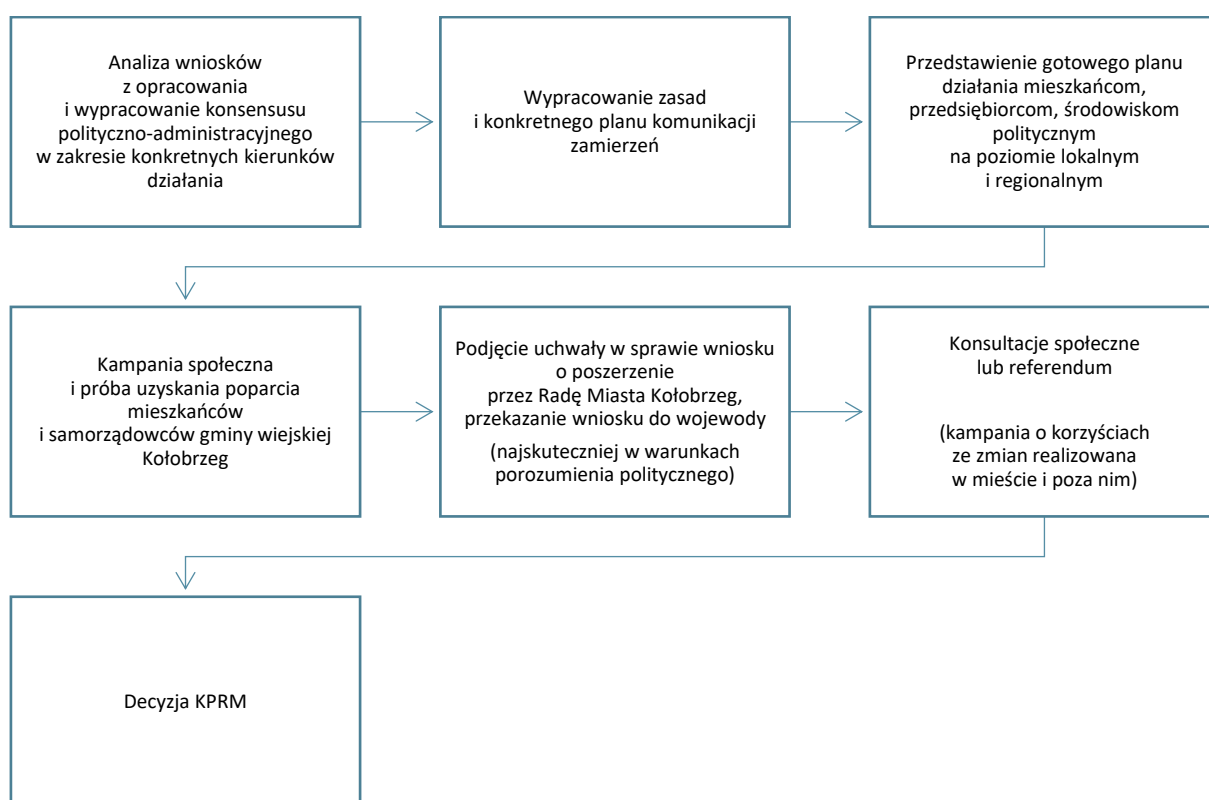 Analiza wniosków
z opracowania
i wypracowanie konsensusu
polityczno-administracyjnego
w zakresie konkretnych kierunków
działania
Wypracowanie zasad
i konkretnego planu komunikacji
zamierzeń
Przedstawienie gotowego planu
działania mieszkańcom,
przedsiębiorcom, środowiskom
politycznym
na poziomie lokalnym
i regionalnym
Kampania społeczna
i próba uzyskania poparcia
mieszkańców
i samorządowców gminy wiejskiej
Kołobrzeg
Podjęcie uchwały w sprawie wniosku
o poszerzenie
przez Radę Miasta Kołobrzeg,
przekazanie wniosku do wojewody
(najskuteczniej w warunkach
porozumienia politycznego)
Konsultacje społeczne
lub referendum
(kampania o korzyściach
ze zmian realizowana
w mieście i poza nim)
Decyzja KPRM